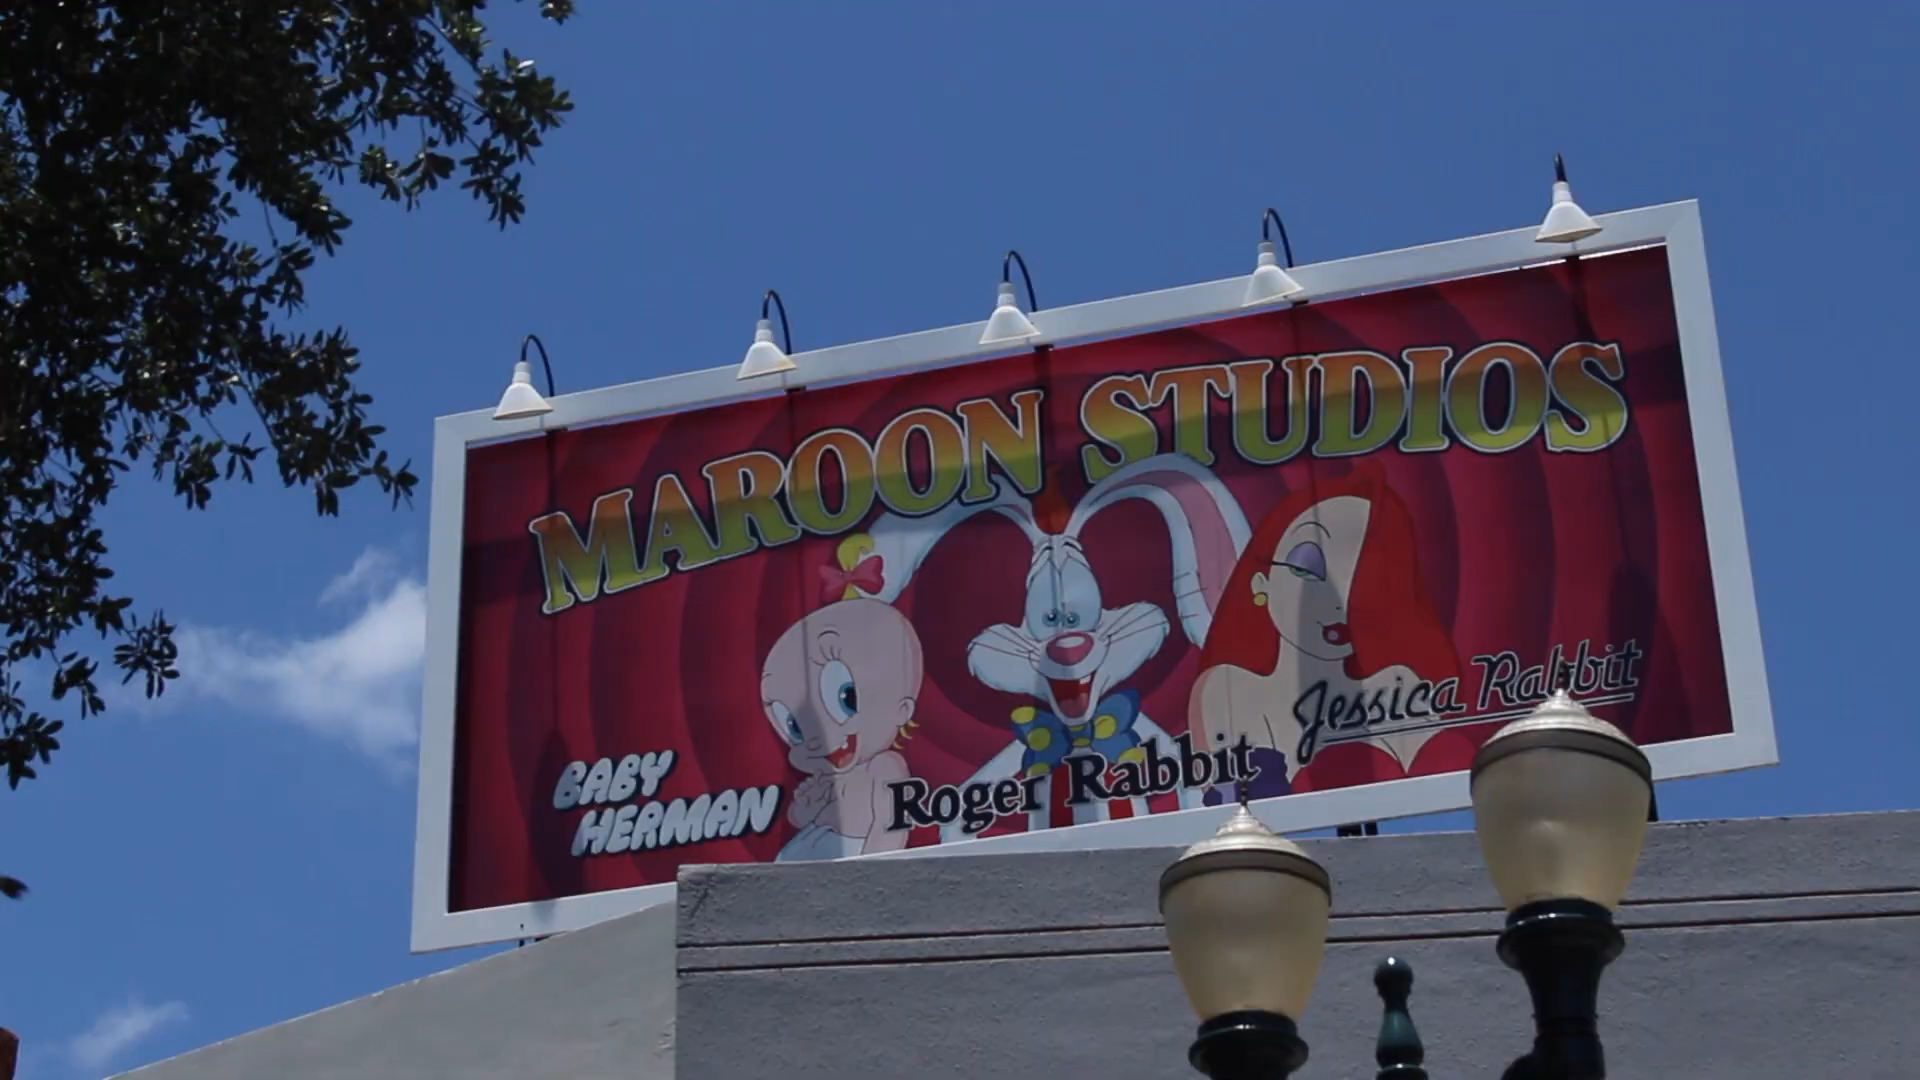 MAROON STUDIOS
BABY
HERMAN
Roger Rabbit
Jessica Rabbit